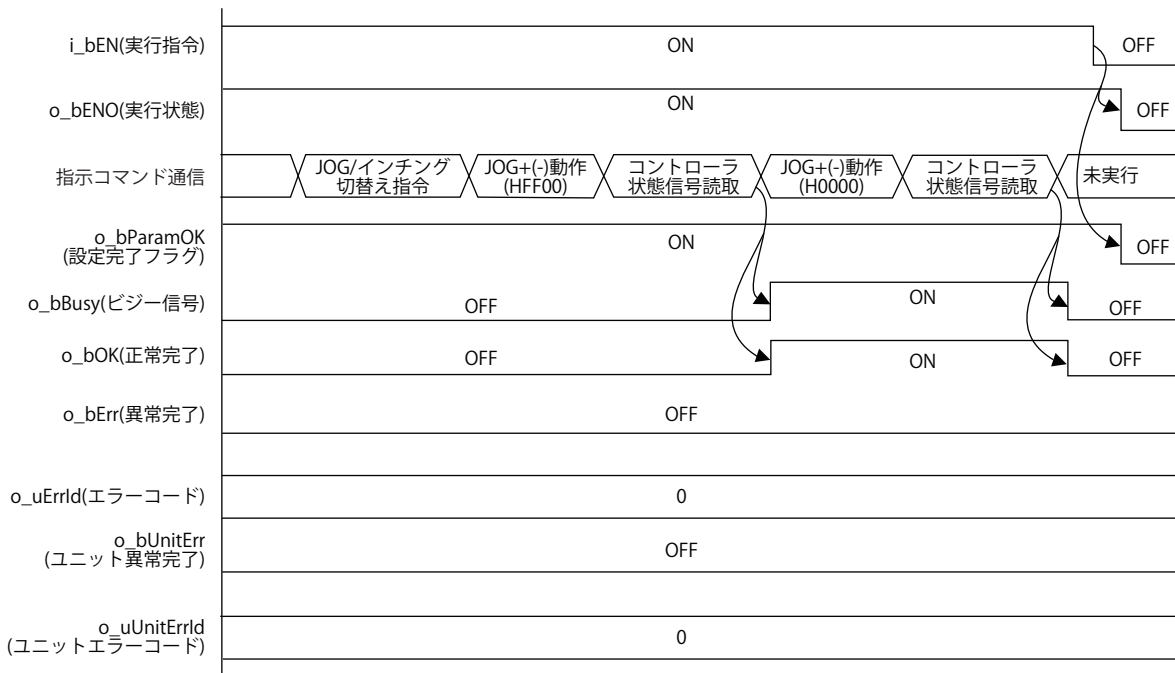 i_bEN(実行指令)
ON
OFF
o_bENO(実行状態)
ON
OFF
指示コマンド通信
JOG/インチング
切替え指令
JOG+(-)動作
(HFF00)
コントローラ
状態信号読取
JOG+(-)動作
(H0000)
コントローラ
状態信号読取
未実行
o_bParamOK
(設定完了フラグ)
ON
OFF
o_bBusy(ビジー信号)
OFF
ON
OFF
o_bOK(正常完了)
OFF
ON
OFF
o_bErr(異常完了)
OFF
o_uErrId(エラーコード)
0
o_bUnitErr
(ユニット異常完了)
OFF
o_uUnitErrId
(ユニットエラーコード)
0